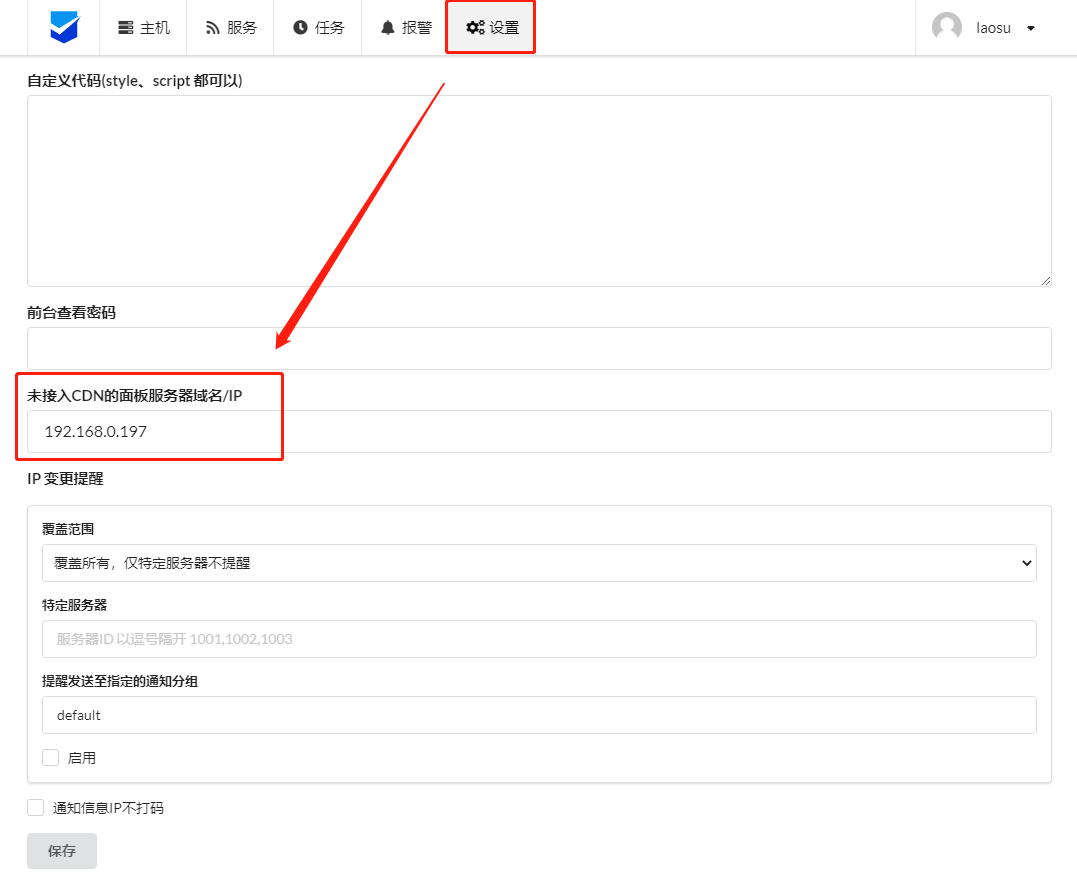 主机 服务 任务 报警 设置 laosu
自定义代码(style、script 都可以)
前台查看密码
未接入CDN的面板服务器域名/IP
192.168.0.197
IP 变更提醒
覆盖范围
覆盖所有，仅特定服务器不提醒
特定服务器
服务器ID 以逗号隔开 1001,1002,1003
提醒发送至指定的通知分组
default
启用
通知信息IP不打码
保存